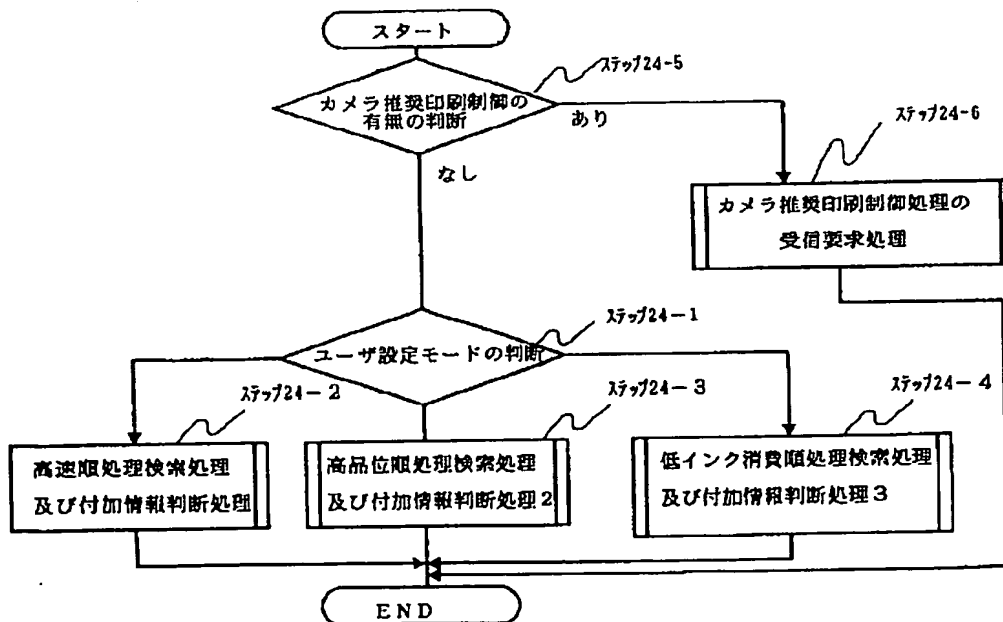 スタート
ステップ24-5
カメラ推奨印刷制御の
有無の判断
あり
なし
ステップ24-6
カメラ推奨印刷制御処理の
受信要求処理
ステップ24-1
ユーザ設定モードの判断
ステップ24-2
高速順処理検索処理
及び付加情報判断処理
ステップ24-3
高品位順処理検索処理
及び付加情報判断処理2
ステップ24-4
低インク消費順処理検索処理
及び付加情報判断処理3
END